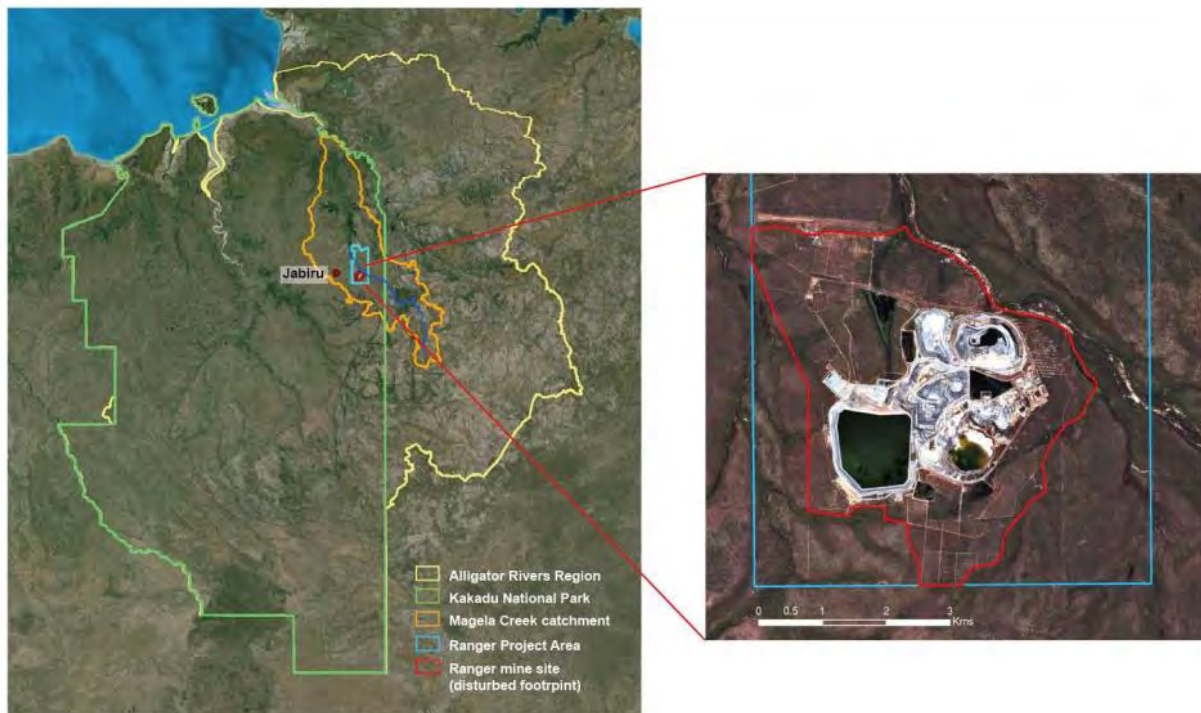 Jabiru
Alligator Rivers Region
Kakadu National Park
Magela Creek catchment
Ranger Project Area
Ranger mine site
(disturbed footrpint)
0 0.5 1 2 3
Kms